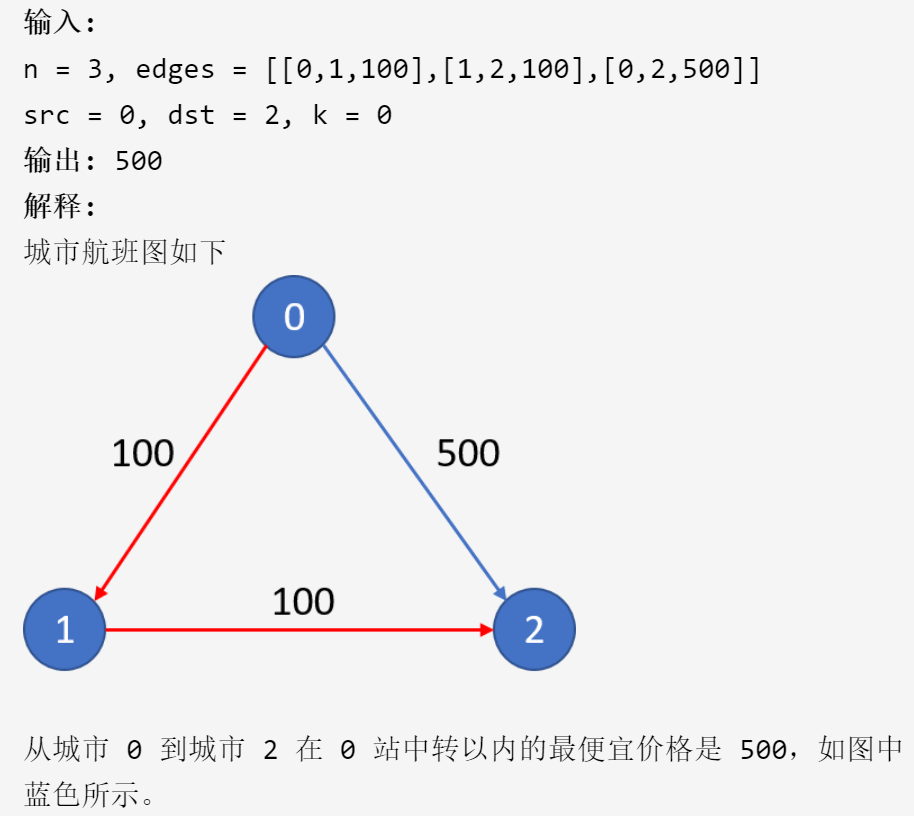 输入：
n = 3, edges = [[0,1,100],[1,2,100],[0,2,500]]
src = 0, dst = 2, k = 0
输出: 500
解释：
城市航班图如下
0
100
500
100
1
2
从城市 0 到城市 2 在 0 站中转以内的最便宜价格是 500，如图中
蓝色所示。